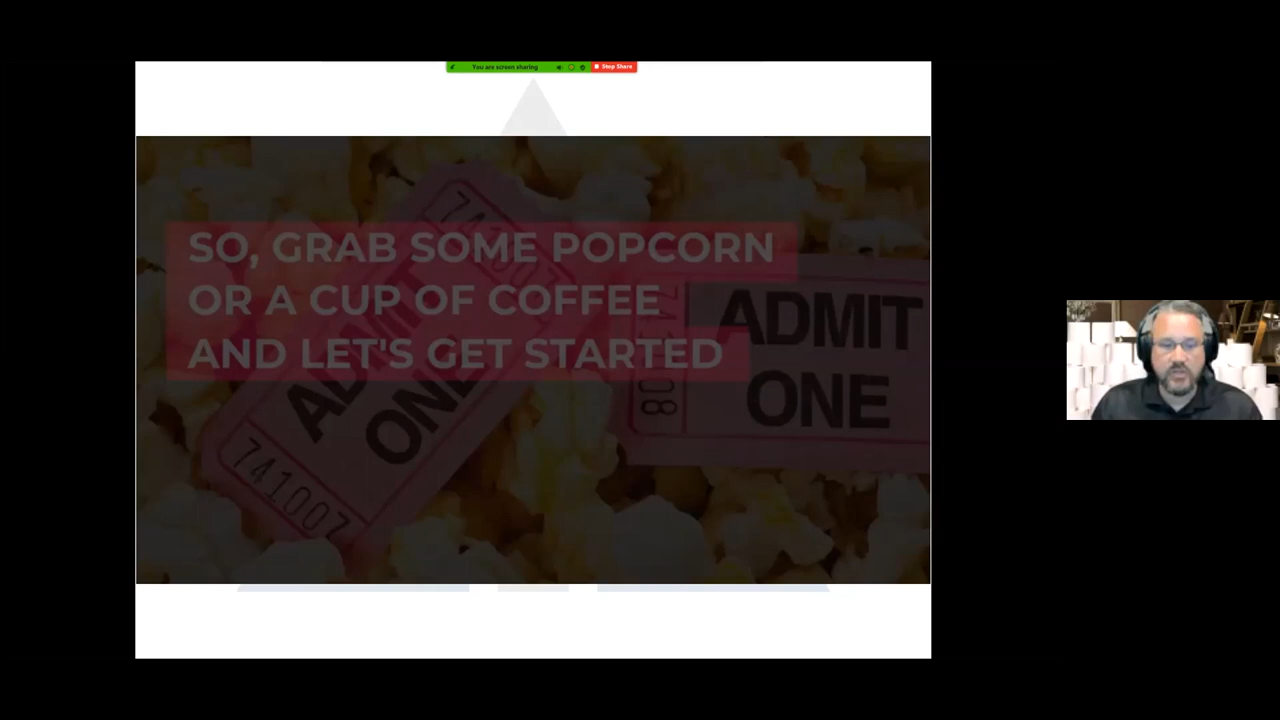 You are screen sharing
Stop Share
SO, GRAB SOME POPCORN
OR A CUP OF COFFEE
AND LET'S GET STARTED
741007
ADMIT
ONE
741007
ADMIT
ONE